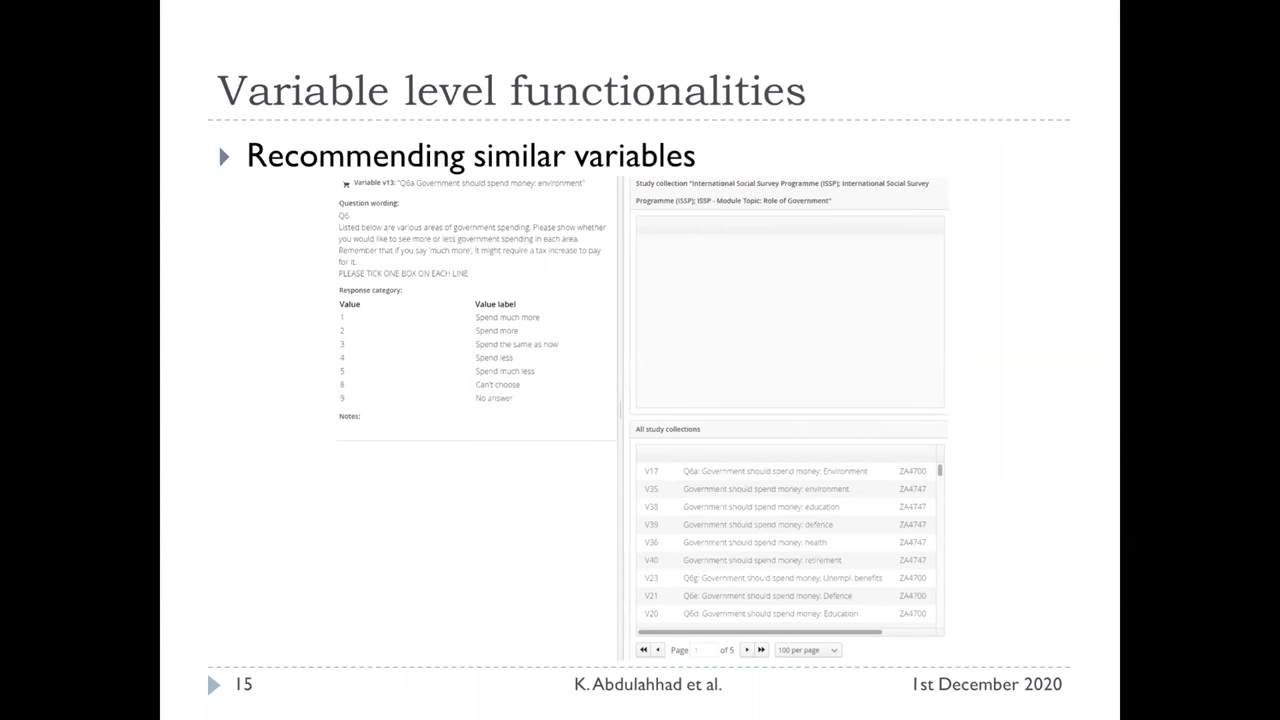 Variable level functionalities
Recommending similar variables
Variable v13: "Q6a Government should spend money: environment"
Question wording:
Q6
Listed below are various areas of government spending. Please show whether
you would like to see more or less government spending in each area.
Remember that if you say 'much more', it might require a tax increase to pay
for it.
PLEASE TICK ONE BOX ON EACH LINE
Response category:
Value Value label
1 Spend much more
2 Spend more
3 Spend the same as now
4 Spend less
5 Spend much less
8 Can't choose
9 No answer
Notes:
Study collection "International Social Survey Programme (ISSP); International Social Survey
Programme (ISSP); ISSP - Module Topic: Role of Government"
All study collections
V17 Q6a: Government should spend money: Environment ZA4700
V35 Government should spend money: environment ZA4747
V38 Government should spend money: education ZA4747
V39 Government should spend money: defence ZA4747
V36 Government should spend money: health ZA4747
V40 Government should spend money: retirement ZA4747
V23 Q6g: Government should spend money: Unempl. benefits ZA4700
V21 Q6e: Government should spend money: Defence ZA4700
V20 Q6d: Government should spend money: Education ZA4700
Page 1 of 5 100 per page
15 K. Abdulahhad et al. 1st December 2020